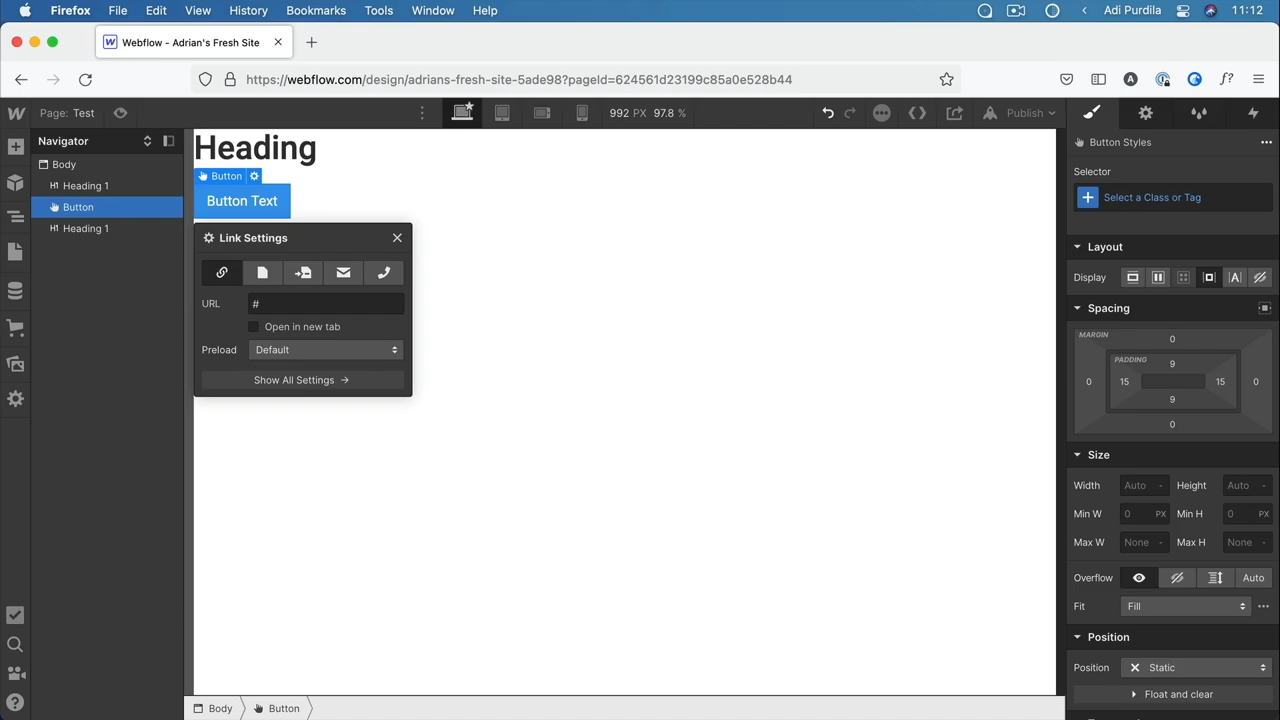 Firefox File Edit View History Bookmarks Tools Window Help Adi Purdila 11:12
Webflow - Adrian's Fresh Site
https://webflow.com/design/adrians-fresh-site-5ade98?pageId=624561d23199c85a0e528b44
Page: Test 992 PX 97.8 % Publish
Navigator
Body
Heading 1
Button
Heading 1
Heading
Button
Button Text
Link Settings
URL #
Open in new tab
Preload Default
Show All Settings
Button Styles
Selector
Select a Class or Tag
Layout
Display
Spacing
MARGIN 0
PADDING 9
0 15 15 0
9
0
Size
Width Auto - Height Auto -
Min W 0 PX Min H 0 PX
Max W None - Max H None -
Overflow Auto
Fit Fill
Position
Position Static
Float and clear
Body Button